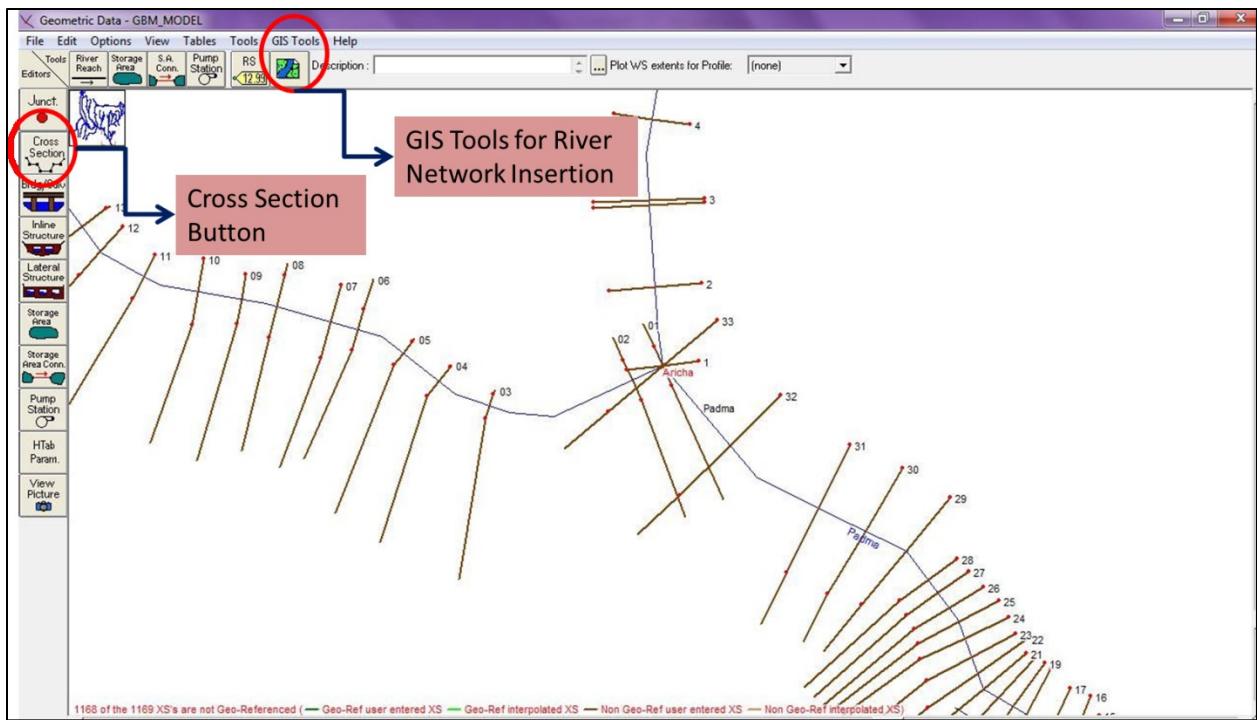 Geometric Data - GBM_MODEL
File Edit Options View Tables Tools GIS Tools Help
Tools
Editors
River Reach
Storage Area
S.A. Conn.
Pump Station
RS
12.99
Description :
... Plot WS extents for Profile: (none)
Junct.
Cross Section
Brdg/Culv
Inline Structure
Lateral Structure
Storage Area
Storage Area Conn.
Pump Station
HTab Param.
View Picture
GIS Tools for River
Network Insertion
Cross Section
Button
4
3
2
33
1
01
02
Aricha
Padma
32
13
12
11
10
09
08
07
06
05
04
03
31
30
29
Padma
28
27
26
25
24
23
22
21
19
17
16
1168 of the 1169 XS's are not Geo-Referenced ( — Geo-Ref user entered XS — Geo-Ref interpolated XS — Non Geo-Ref user entered XS — Non Geo-Ref interpolated XS)